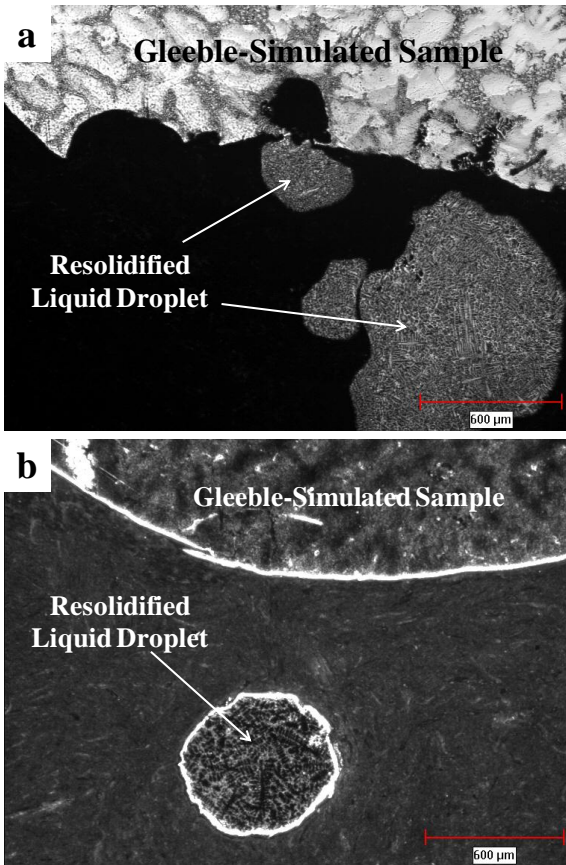 a
Gleeble-Simulated Sample
Resolidified
Liquid Droplet
600 µm
b
Gleeble-Simulated Sample
Resolidified
Liquid Droplet
600 µm